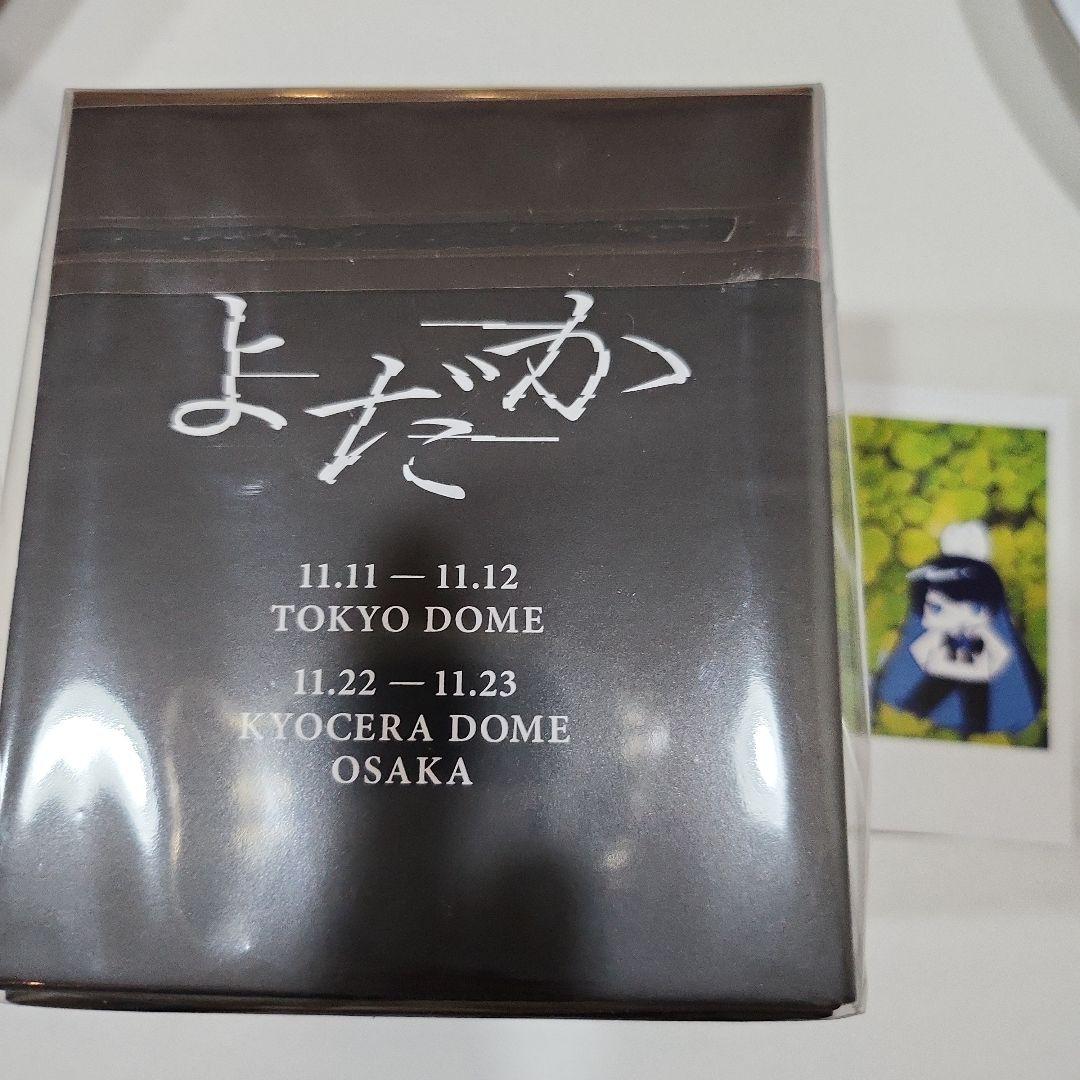 よだか
11.11 — 11.12
TOKYO DOME
11.22 — 11.23
KYOCERA DOME
OSAKA